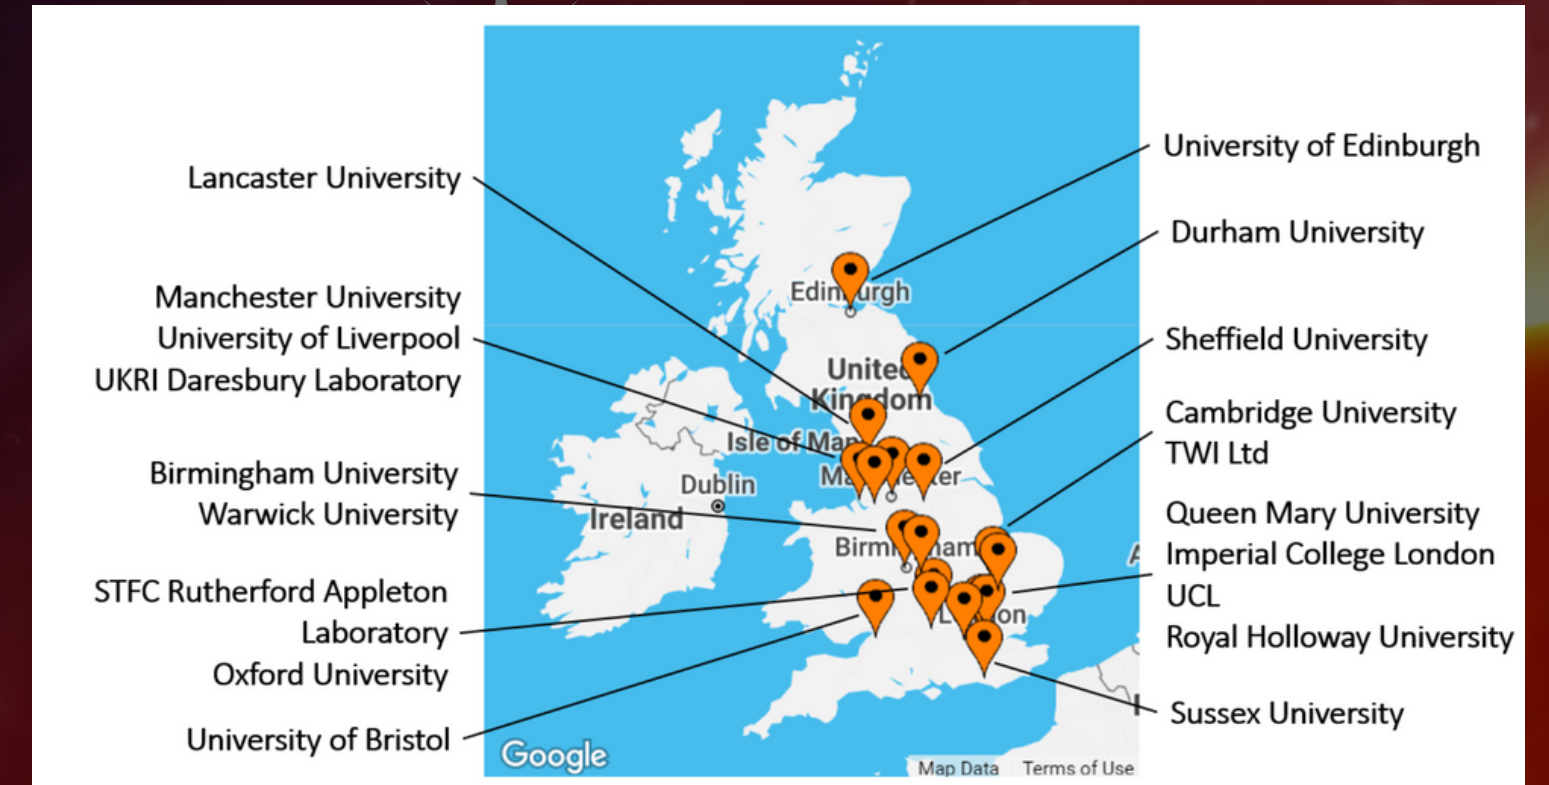 Lancaster University
Manchester University
University of Liverpool
UKRI Daresbury Laboratory
Birmingham University
Warwick University
STFC Rutherford Appleton
Laboratory
Oxford University
University of Bristol
University of Edinburgh
Durham University
Sheffield University
Cambridge University
TWI Ltd
Queen Mary University
Imperial College London
UCL
Royal Holloway University
Sussex University
Edinburgh
United
Kingdom
Isle of Man
Manchester
Dublin
Ireland
Birmingham
London
Google
Map Data
Terms of Use